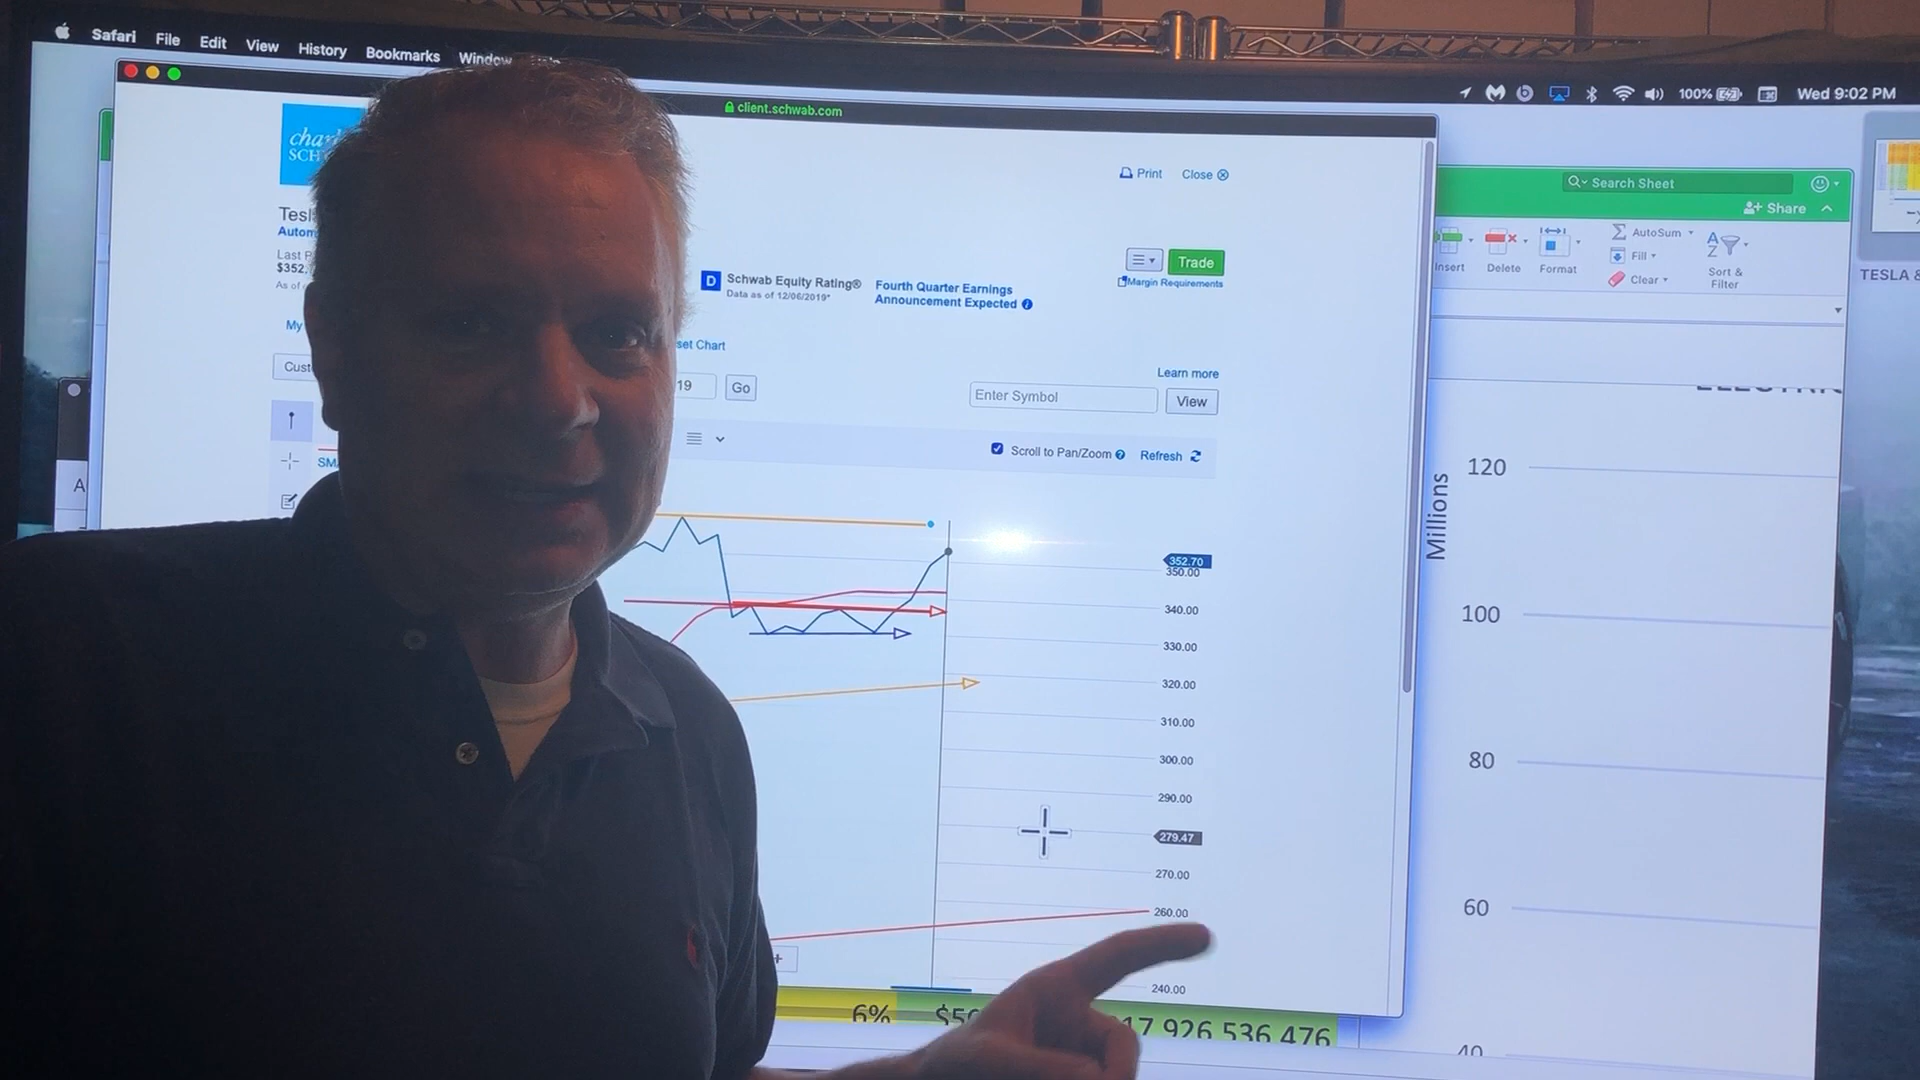 Safari File Edit View History Bookmarks Window
100% Wed 9:02 PM
client.schwab.com
Print Close
Search Sheet
Share
AutoSum
Fill
Clear
Insert Delete Format
Sort &
Filter
TESLA &
Last P
$352.
As of
Schwab Equity Rating®
Data as of 12/06/2019*
D
Fourth Quarter Earnings
Announcement Expected
Trade
Margin Requirements
My
set Chart
Cust
19 Go
Learn more
Enter Symbol View
Scroll to Pan/Zoom Refresh
A
352.70
350.00
340.00
330.00
320.00
310.00
300.00
290.00
279.47
270.00
260.00
240.00
Millions
120
100
80
60
40
6%
17 926 536 476